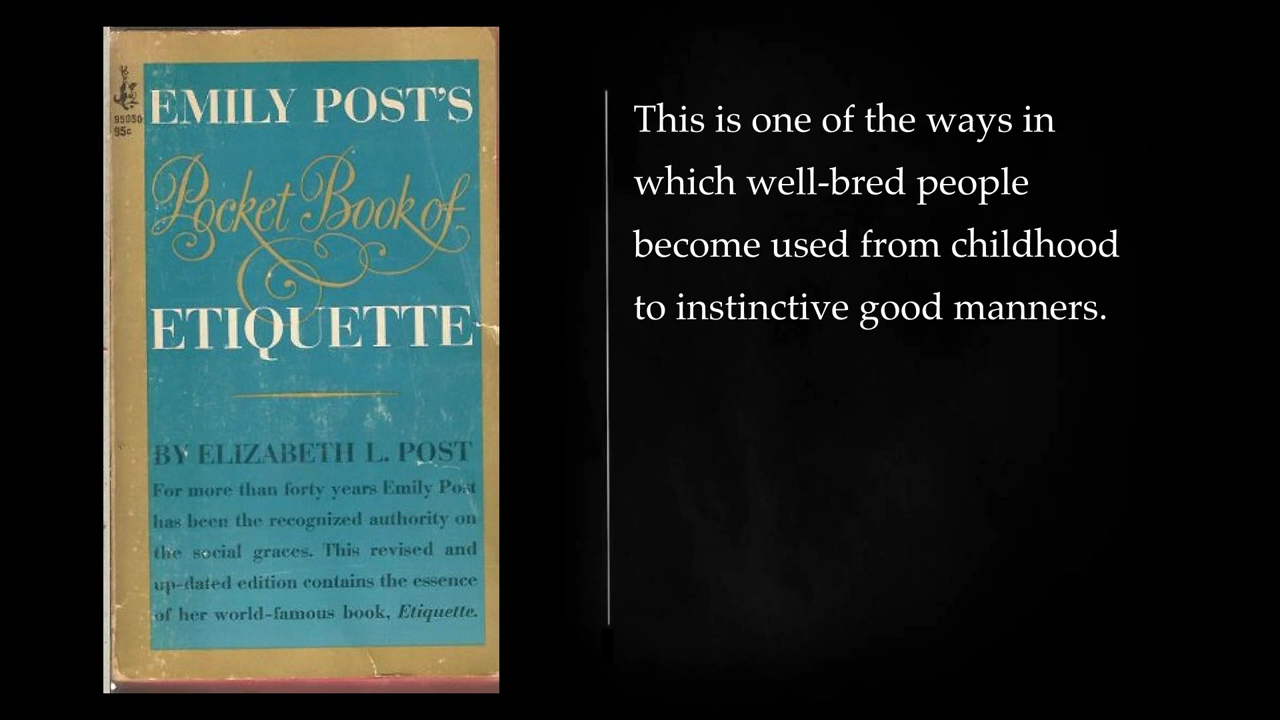 EMILY POST'S
95050
95c
Pocket Book of
ETIQUETTE
BY ELIZABETH L. POST
For more than forty years Emily Post
has been the recognized authority on
the social graces. This revised and
up-dated edition contains the essence
of her world-famous book, Etiquette.
This is one of the ways in
which well-bred people
become used from childhood
to instinctive good manners.